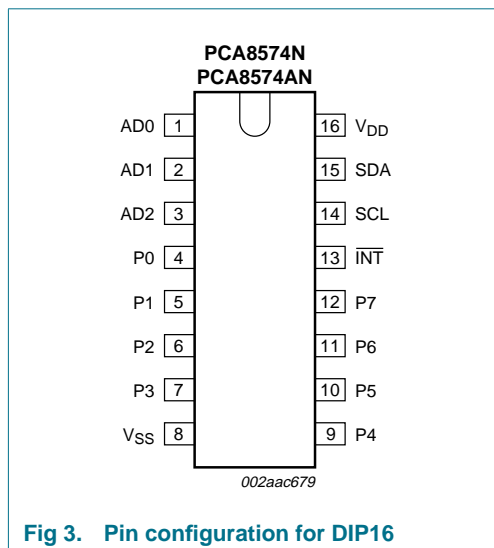 PCA8574N
PCA8574AN
AD0 1 16 VDD
AD1 2 15 SDA
AD2 3 14 SCL
P0 4 13 I̅N̅T̅
P1 5 12 P7
P2 6 11 P6
P3 7 10 P5
VSS 8 9 P4
002aac679
Fig 3. Pin configuration for DIP16